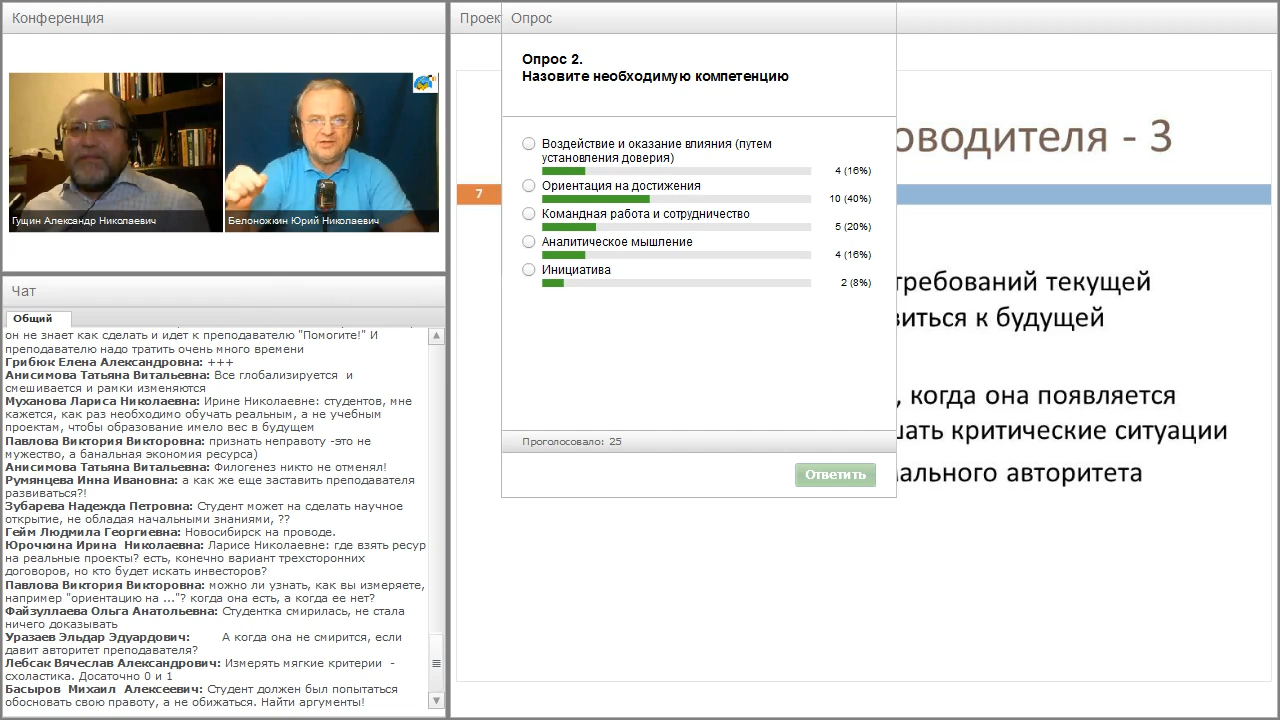 Конференция
Гущин Александр Николаевич
Белоножкин Юрий Николаевич
Чат
Общий
он не знает как сделать и идет к преподавателю "Помогите!" И
преподавателю надо тратить очень много времени
Грибюк Елена Александровна: +++
Анисимова Татьяна Витальевна: Все глобализируется и
смешивается и рамки изменяются
Муханова Лариса Николаевна: Ирине Николаевне: студентов, мне
кажется, как раз необходимо обучать реальным, а не учебным
проектам, чтобы образование имело вес в будущем
Павлова Виктория Викторовна: признать неправоту -это не
мужество, а банальная экономия ресурса)
Анисимова Татьяна Витальевна: Филогенез никто не отменял!
Румянцева Инна Ивановна: а как же еще заставить преподавателя
развиваться?!
Зубарева Надежда Петровна: Студент может на сделать научное
открытие, не обладая начальными знаниями, ??
Гейм Людмила Георгиевна: Новосибирск на проводе.
Юрочкина Ирина Николаевна: Ларисе Николаевне: где взять ресур
на реальные проекты? есть, конечно вариант трехсторонних
договоров, но кто будет искать инвесторов?
Павлова Виктория Викторовна: можно ли узнать, как вы измеряете,
например "ориентацию на ..."? когда она есть, а когда ее нет?
Файзуллаева Ольга Анатольевна: Студентка смирилась, не стала
ничего доказывать
Уразаев Эльдар Эдуардович: А когда она не смирится, если
давит авторитет преподавателя?
Лебсак Вячеслав Александрович: Измерять мягкие критерии -
схоластика. Досаточно 0 и 1
Басыров Михаил Алексеевич: Студент должен был попытаться
обосновать свою правоту, а не обижаться. Найти аргументы!
Проек
Опрос
Опрос 2.
Назовите необходимую компетенцию
Воздействие и оказание влияния (путем
установления доверия)
4 (16%)
Ориентация на достижения
10 (40%)
Командная работа и сотрудничество
5 (20%)
Аналитическое мышление
4 (16%)
Инициатива
2 (8%)
Проголосовало: 25
Ответить
оводителя - 3
7
требований текущей
виться к будущей
, когда она появляется
шать критические ситуации
ального авторитета